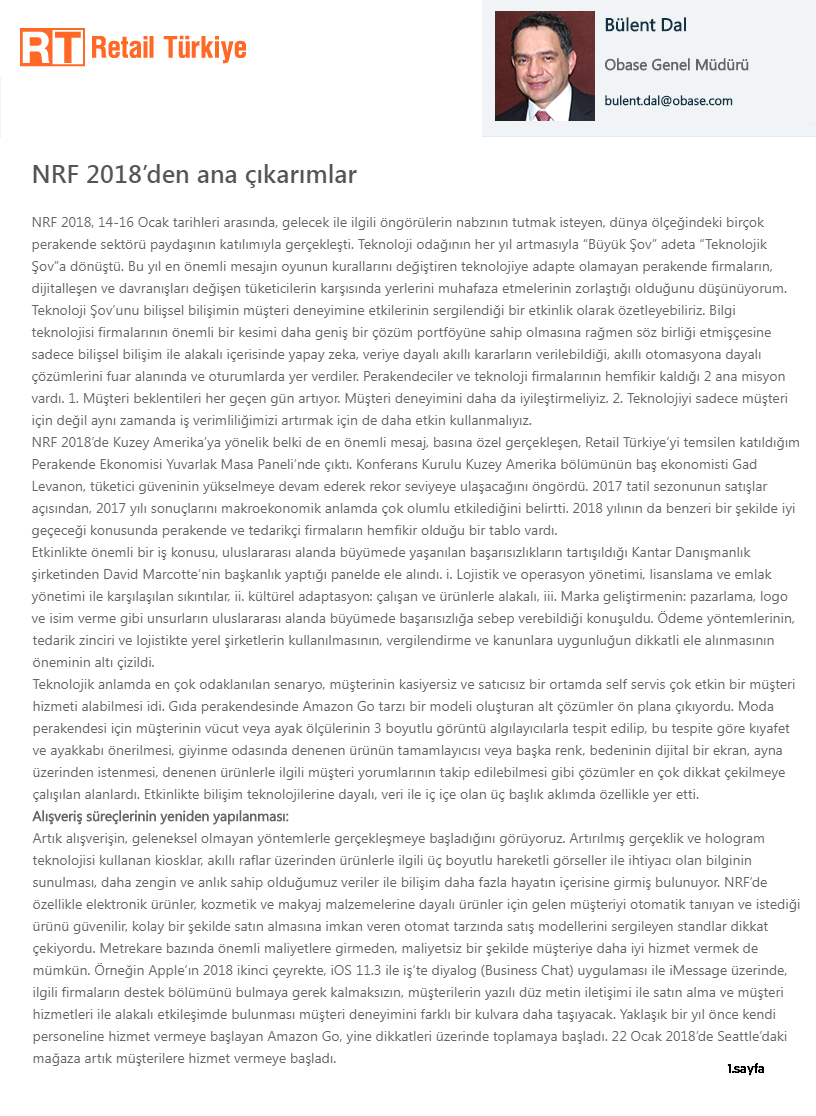 RT Retail Türkiye
Bülent Dal
Obase Genel Müdürü
bulent.dal@obase.com
NRF 2018’den ana çıkarımlar
NRF 2018, 14-16 Ocak tarihleri arasında, gelecek ile ilgili öngörülerin nabzının tutmak isteyen, dünya ölçeğindeki birçok
perakende sektörü paydaşının katılımıyla gerçekleşti. Teknoloji odağının her yıl artmasıyla “Büyük Şov” adeta “Teknolojik
Şov”a dönüştü. Bu yıl en önemli mesajın oyunun kurallarını değiştiren teknolojiye adapte olamayan perakende firmaların,
dijitalleşen ve davranışları değişen tüketicilerin karşısında yerlerini muhafaza etmelerinin zorlaştığı olduğunu düşünüyorum.
Teknoloji Şov’unu bilişsel bilişimin müşteri deneyimine etkilerinin sergilendiği bir etkinlik olarak özetleyebiliriz. Bilgi
teknolojisi firmalarının önemli bir kesimi daha geniş bir çözüm portföyüne sahip olmasına rağmen söz birliği etmişçesine
sadece bilişsel bilişim ile alakalı içerisinde yapay zeka, veriye dayalı akıllı kararların verilebildiği, akıllı otomasyona dayalı
çözümlerini fuar alanında ve oturumlarda yer verdiler. Perakendeciler ve teknoloji firmalarının hemfikir kaldığı 2 ana misyon
vardı. 1. Müşteri beklentileri her geçen gün artıyor. Müşteri deneyimini daha da iyileştirmeliyiz. 2. Teknolojiyi sadece müşteri
için değil aynı zamanda iş verimliliğimizi artırmak için de daha etkin kullanmalıyız.
NRF 2018’de Kuzey Amerika’ya yönelik belki de en önemli mesaj, basına özel gerçekleşen, Retail Türkiye’yi temsilen katıldığım
Perakende Ekonomisi Yuvarlak Masa Paneli’nde çıktı. Konferans Kurulu Kuzey Amerika bölümünün baş ekonomisti Gad
Levanon, tüketici güveninin yükselmeye devam ederek rekor seviyeye ulaşacağını öngördü. 2017 tatil sezonunun satışlar
açısından, 2017 yılı sonuçlarını makroekonomik anlamda çok olumlu etkilediğini belirtti. 2018 yılının da benzeri bir şekilde iyi
geçeceği konusunda perakende ve tedarikçi firmaların hemfikir olduğu bir tablo vardı.
Etkinlikte önemli bir iş konusu, uluslararası alanda büyümede yaşanılan başarısızlıkların tartışıldığı Kantar Danışmanlık
şirketinden David Marcotte’nin başkanlık yaptığı panelde ele alındı. i. Lojistik ve operasyon yönetimi, lisanslama ve emlak
yönetimi ile karşılaşılan sıkıntılar, ii. kültürel adaptasyon: çalışan ve ürünlerle alakalı, iii. Marka geliştirmenin: pazarlama, logo
ve isim verme gibi unsurların uluslararası alanda büyümede başarısızlığa sebep verebildiği konuşuldu. Ödeme yöntemlerinin,
tedarik zinciri ve lojistikte yerel şirketlerin kullanılmasının, vergilendirme ve kanunlara uygunluğun dikkatli ele alınmasının
öneminin altı çizildi.
Teknolojik anlamda en çok odaklanılan senaryo, müşterinin kasiyersiz ve satıcısız bir ortamda self servis çok etkin bir müşteri
hizmeti alabilmesi idi. Gıda perakendesinde Amazon Go tarzı bir modeli oluşturan alt çözümler ön plana çıkıyordu. Moda
perakendesi için müşterinin vücut veya ayak ölçülerinin 3 boyutlu görüntü algılayıcılarla tespit edilip, bu tespite göre kıyafet
ve ayakkabı önerilmesi, giyinme odasında denenen ürünün tamamlayıcısı veya başka renk, bedeninin dijital bir ekran, ayna
üzerinden istenmesi, denenen ürünlerle ilgili müşteri yorumlarının takip edilebilmesi gibi çözümler en çok dikkat çekilmeye
çalışılan alanlardı. Etkinlikte bilişim teknolojilerine dayalı, veri ile iç içe olan üç başlık aklımda özellikle yer etti.
Alışveriş süreçlerinin yeniden yapılanması:
Artık alışverişin, geleneksel olmayan yöntemlerle gerçekleşmeye başladığını görüyoruz. Artırılmış gerçeklik ve hologram
teknolojisi kullanan kiosklar, akıllı raflar üzerinden ürünlerle ilgili üç boyutlu hareketli görseller ile ihtiyacı olan bilginin
sunulması, daha zengin ve anlık sahip olduğumuz veriler ile bilişim daha fazla hayatın içerisine girmiş bulunuyor. NRF’de
özellikle elektronik ürünler, kozmetik ve makyaj malzemelerine dayalı ürünler için gelen müşteriyi otomatik tanıyan ve istediği
ürünü güvenilir, kolay bir şekilde satın almasına imkan veren otomat tarzında satış modellerini sergileyen standlar dikkat
çekiyordu. Metrekare bazında önemli maliyetlere girmeden, maliyetsiz bir şekilde müşteriye daha iyi hizmet vermek de
mümkün. Örneğin Apple’ın 2018 ikinci çeyrekte, iOS 11.3 ile iş’te diyalog (Business Chat) uygulaması ile iMessage üzerinde,
ilgili firmaların destek bölümünü bulmaya gerek kalmaksızın, müşterilerin yazılı düz metin iletişimi ile satın alma ve müşteri
hizmetleri ile alakalı etkileşimde bulunması müşteri deneyimini farklı bir kulvara daha taşıyacak. Yaklaşık bir yıl önce kendi
personeline hizmet vermeye başlayan Amazon Go, yine dikkatleri üzerinde toplamaya başladı. 22 Ocak 2018’de Seattle’daki
mağaza artık müşterilere hizmet vermeye başladı.
1.sayfa